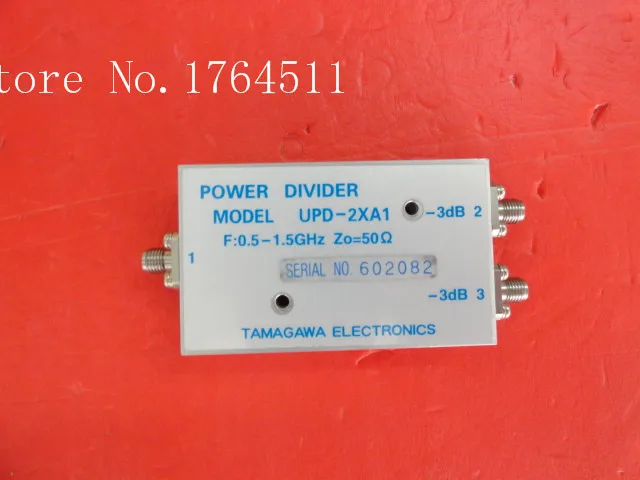 tore No. 1764511
POWER DIVIDER
MODEL UPD-2XA1
-3dB 2
F:0.5-1.5GHz Zo=50Ω
1
SERIAL NO. 602082
-3dB 3
TAMAGAWA ELECTRONICS